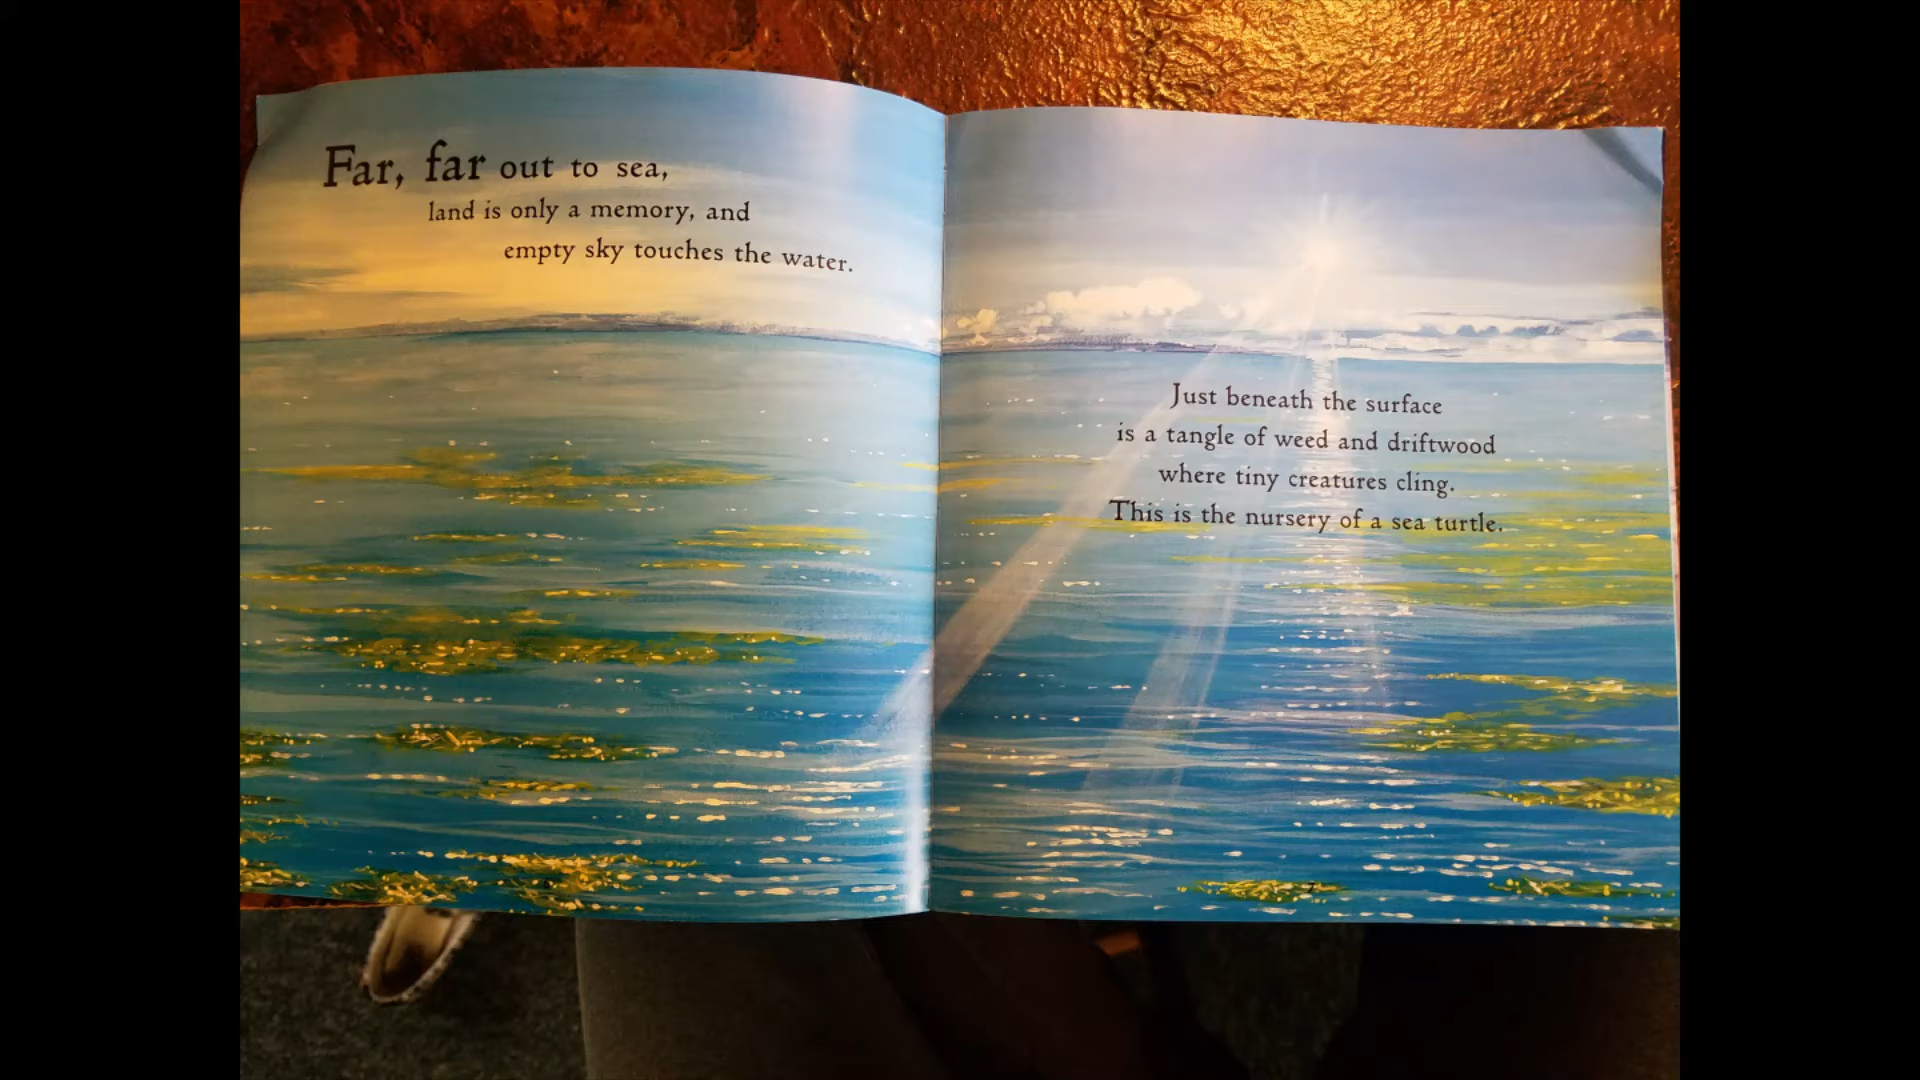 Far, far out to sea,
land is only a memory, and
empty sky touches the water.
Just beneath the surface
is a tangle of weed and driftwood
where tiny creatures cling.
This is the nursery of a sea turtle.
7